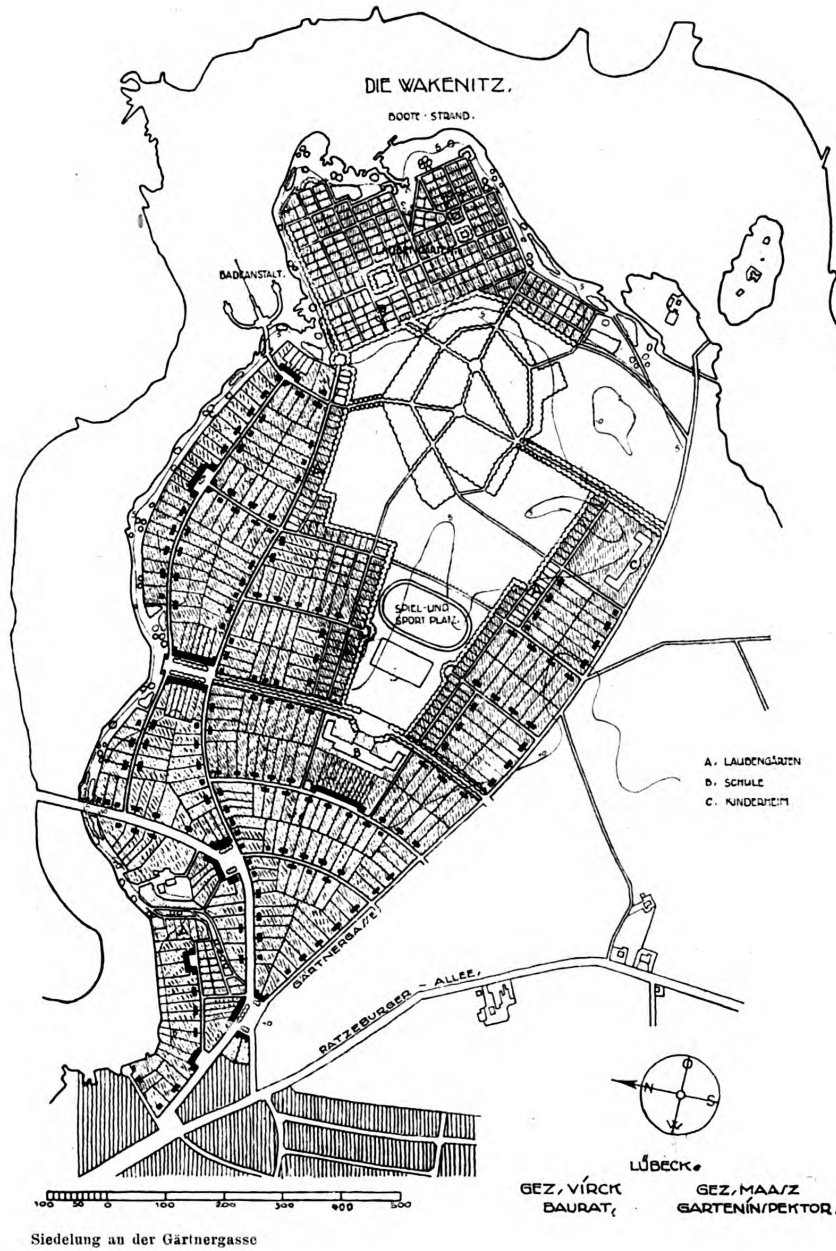 DIE WAKENITZ.
BOOTE · STRAND.
LAUBENGÄRTEN
BADEANSTALT.
SPIEL-UND
SPORT PLATZ.
A. LAUBENGÄRTEN
B. SCHULE
C. KINDERHEIM
GÄRTNERGASSE
RATZEBURGER – ALLEE.
N
O
S
W
LÜBECK.
GEZ. VIRCK
BAURAT.
GEZ. MAASZ
GARTENINSPEKTOR.
100 50 0 100 200 300 400 500
Siedelung an der Gärtnergasse